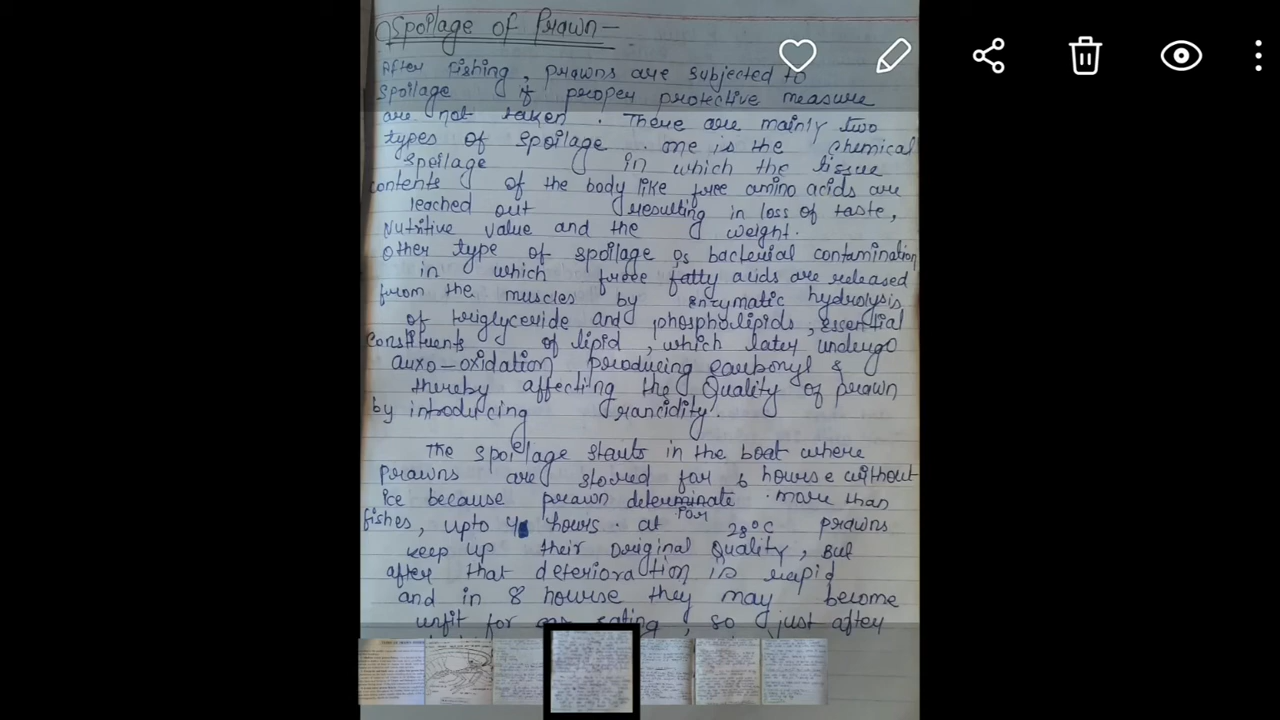 Spoilage of Prawn—
After Fishing, prawns are subjected to
spoilage if proper protective measure
are not taken. There are mainly two
types of spoilage. one is the chemical
spoilage in which the tissue
contents of the body like free amino acids are
leached out resulting in loss of taste,
Nutritive value and the weight.
Other type of spoilage is bacterial contamination
in which free fatty acids are released
from the muscles by enzymatic hydrolysis
of triglyceride and phospholipids, essential
constituents of lipid, which later undergo
auxo-oxidation producing carbonyl &
thereby affecting the Quality of prawn
by introducing rancidity.
The spoilage starts in the boat where
prawns are stored for 6 hourse without
ice because prawn determinate more than
fishes, upto 4 hours. at for 28°C prawns
keep up their original Quality, But
after that deterioration is rapid
and in 8 hourse they may become
unfit for eating, so just after